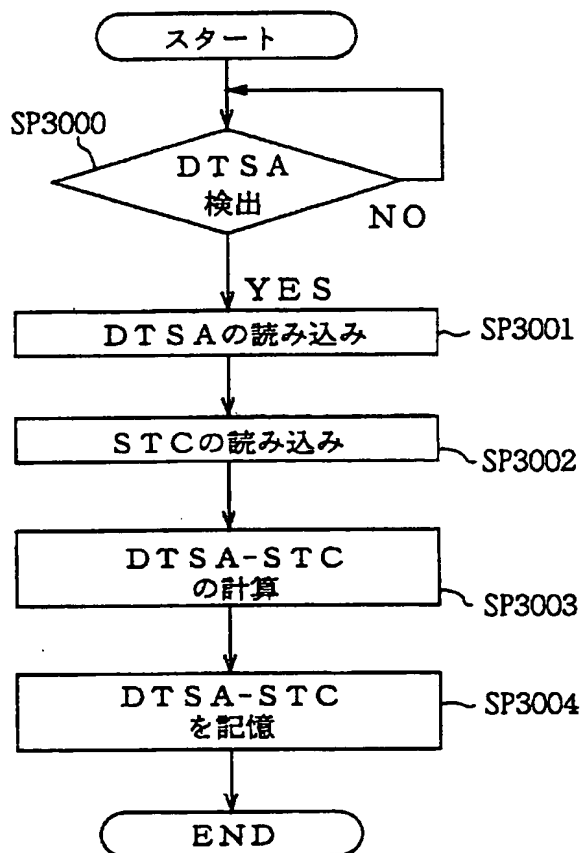 スタート
SP3000
DTSA
検出
NO
YES
DTSAの読み込み
SP3001
STCの読み込み
SP3002
DTSA-STC
の計算
SP3003
DTSA-STC
を記憶
SP3004
END